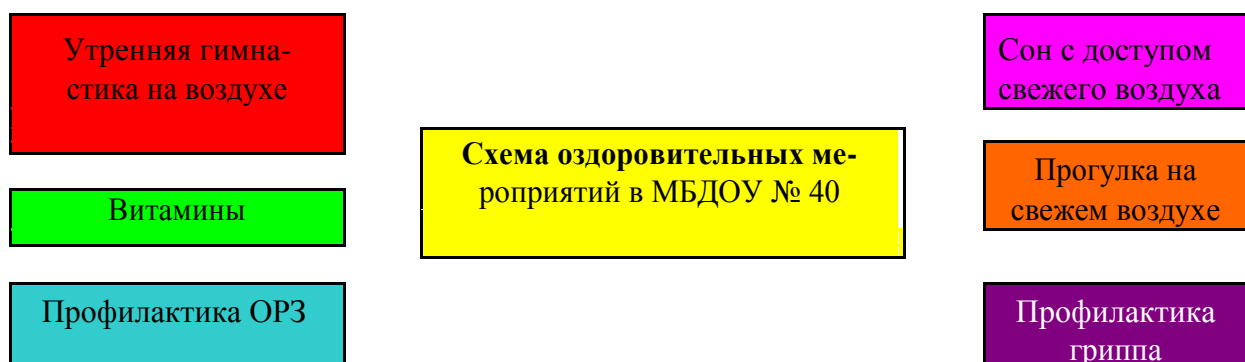 Утренняя гимна-
стика на воздухе
Витамины
Профилактика ОРЗ
Схема оздоровительных ме-
роприятий в МБДОУ № 40
Сон с доступом
свежего воздуха
Прогулка на
свежем воздухе
Профилактика
гриппа